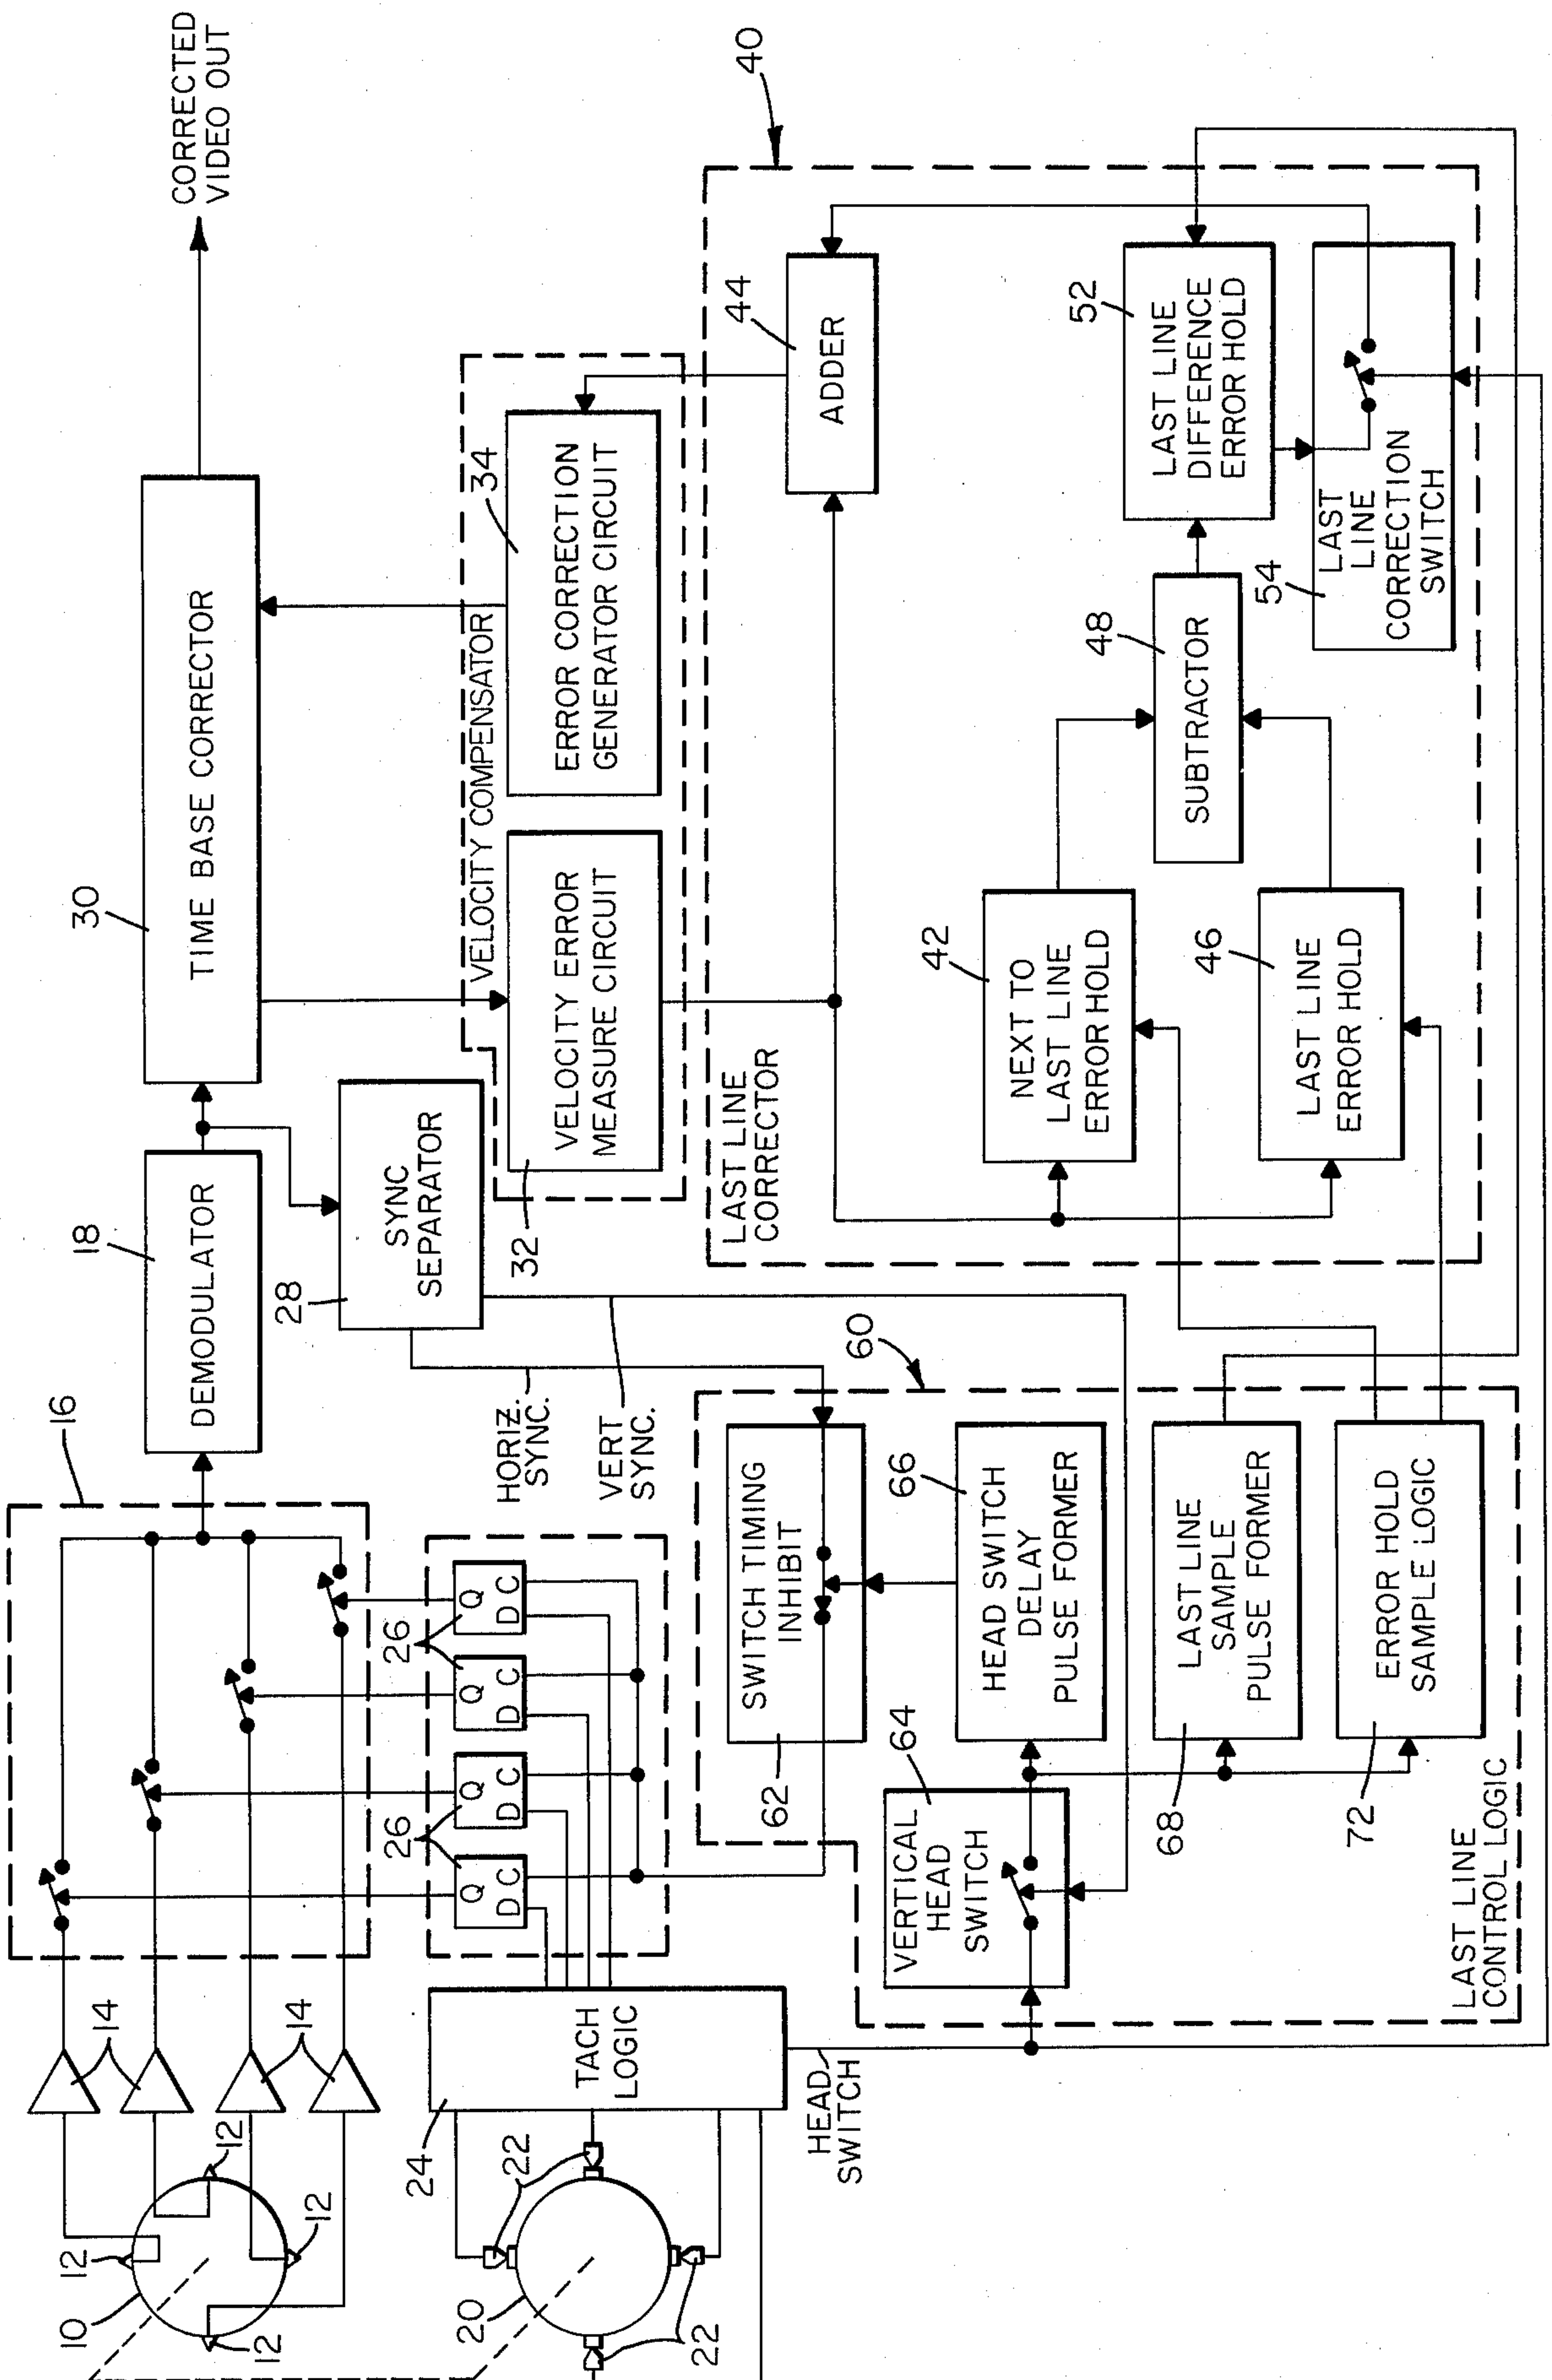 CORRECTED
VIDEO OUT
30
TIME BASE CORRECTOR
18
DEMODULATOR
16
28
SYNC
SEPARATOR
HORIZ.
SYNC.
VERT
SYNC.
VELOCITY COMPENSATOR
34
ERROR CORRECTION
GENERATOR CIRCUIT
32
VELOCITY ERROR
MEASURE CIRCUIT
40
LAST LINE
CORRECTOR
44
ADDER
42
NEXT TO
LAST LINE
ERROR HOLD
46
LAST LINE
ERROR HOLD
48
SUBTRACTOR
52
LAST LINE
DIFFERENCE
ERROR HOLD
54
LAST
LINE
CORRECTION
SWITCH
60
62
SWITCH TIMING
INHIBIT
64
VERTICAL
HEAD
SWITCH
66
HEAD SWITCH
DELAY
PULSE FORMER
68
LAST LINE
SAMPLE
PULSE FORMER
72
ERROR HOLD
SAMPLE LOGIC
LAST LINE
CONTROL LOGIC
26
26
Q
D C
Q
D C
Q
D C
Q
D C
14
14
10
12
12
12
12
20
22
22
24
TACH
LOGIC
HEAD
SWITCH